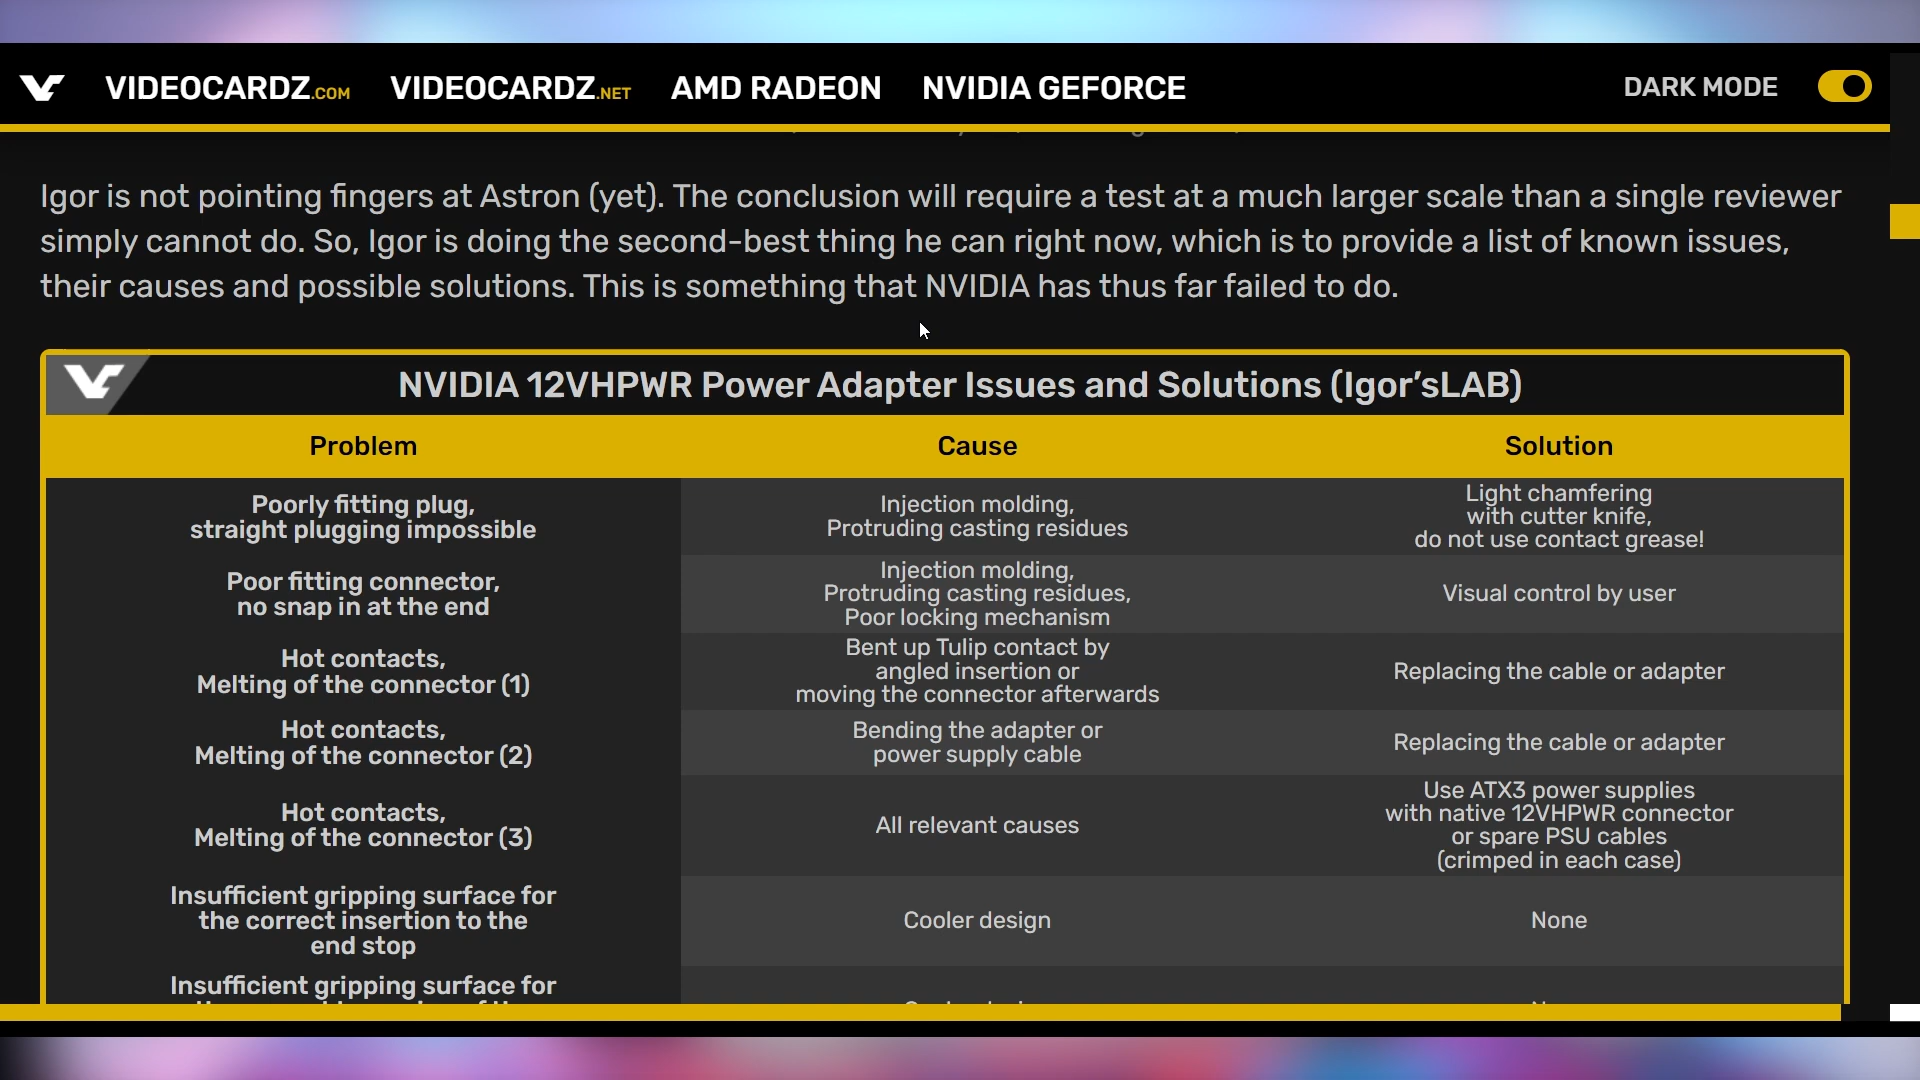 VIDEOCARDZ.COM VIDEOCARDZ.NET AMD RADEON NVIDIA GEFORCE DARK MODE
Igor is not pointing fingers at Astron (yet). The conclusion will require a test at a much larger scale than a single reviewer
simply cannot do. So, Igor is doing the second-best thing he can right now, which is to provide a list of known issues,
their causes and possible solutions. This is something that NVIDIA has thus far failed to do.
NVIDIA 12VHPWR Power Adapter Issues and Solutions (Igor'sLAB)
Problem Cause Solution
Poorly fitting plug,
straight plugging impossible
Injection molding,
Protruding casting residues
Light chamfering
with cutter knife,
do not use contact grease!
Poor fitting connector,
no snap in at the end
Injection molding,
Protruding casting residues,
Poor locking mechanism
Visual control by user
Hot contacts,
Melting of the connector (1)
Bent up Tulip contact by
angled insertion or
moving the connector afterwards
Replacing the cable or adapter
Hot contacts,
Melting of the connector (2)
Bending the adapter or
power supply cable
Replacing the cable or adapter
Hot contacts,
Melting of the connector (3)
All relevant causes
Use ATX3 power supplies
with native 12VHPWR connector
or spare PSU cables
(crimped in each case)
Insufficient gripping surface for
the correct insertion to the
end stop
Cooler design
None
Insufficient gripping surface for